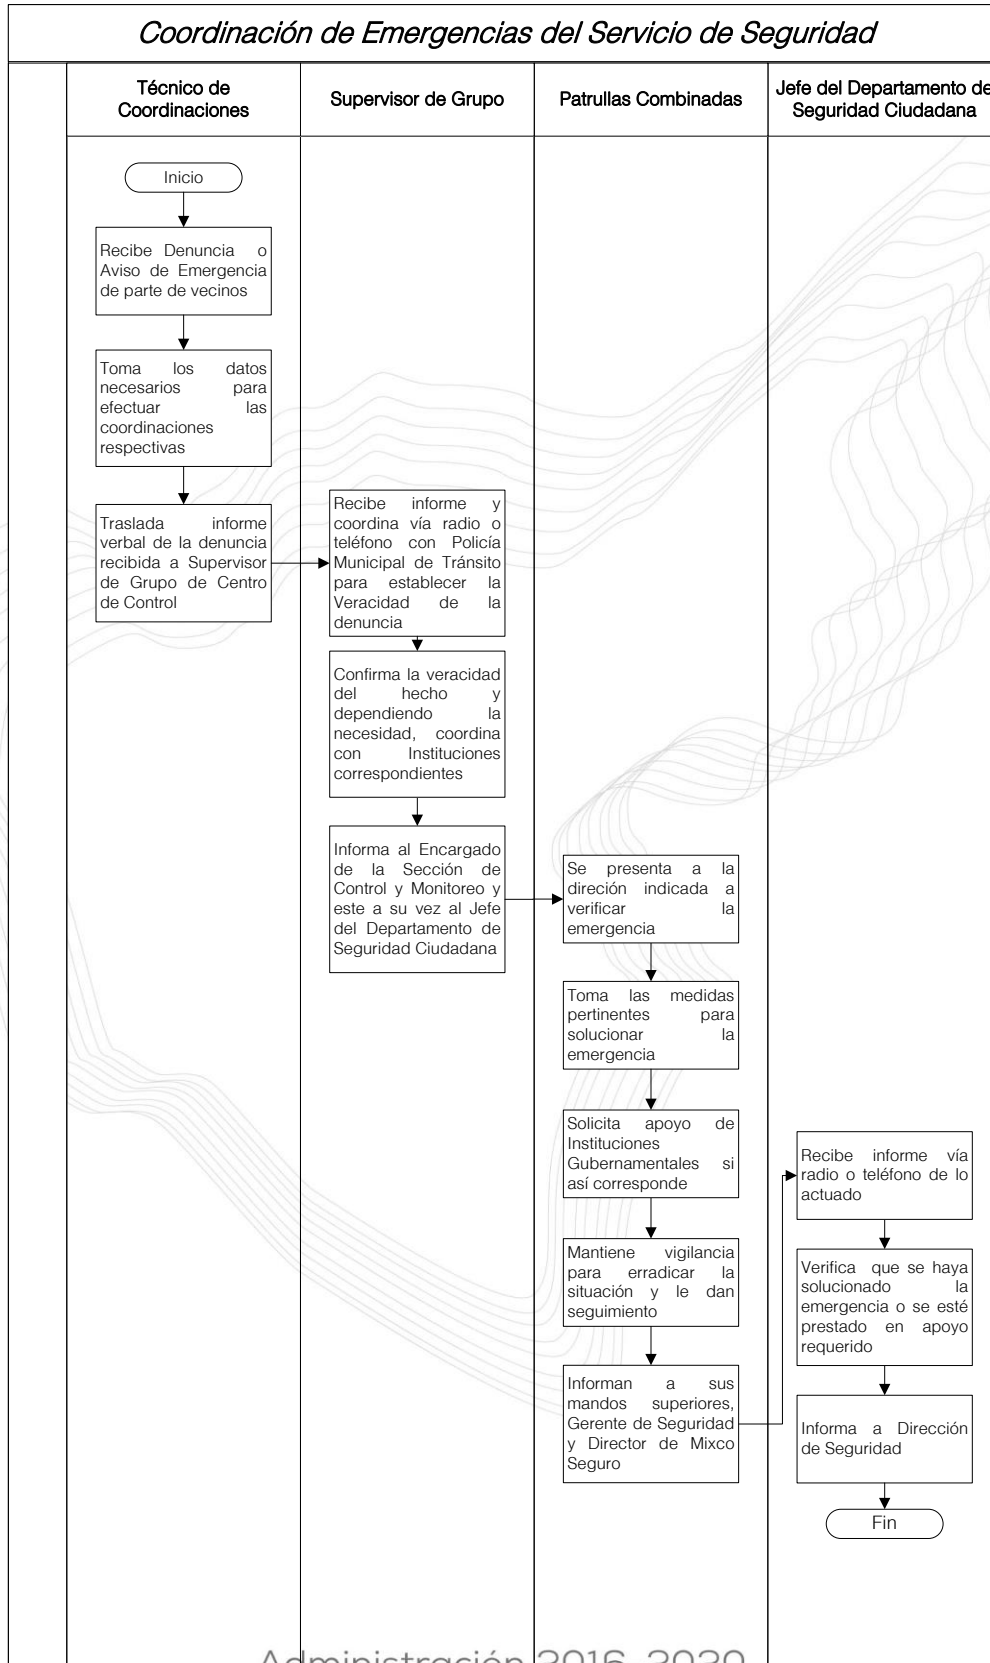 Coordinación de Emergencias del Servicio de Seguridad
Técnico de
Coordinaciones
Supervisor de Grupo
Patrullas Combinadas
Jefe del Departamento de
Seguridad Ciudadana
Inicio
Recibe Denuncia o
Aviso de Emergencia
de parte de vecinos
Toma los datos
necesarios para
efectuar las
coordinaciones
respectivas
Traslada informe
verbal de la denuncia
recibida a Supervisor
de Grupo de Centro
de Control
Recibe informe y
coordina vía radio o
teléfono con Policía
Municipal de Tránsito
para establecer la
Veracidad de la
denuncia
Confirma la veracidad
del hecho y
dependiendo la
necesidad, coordina
con Instituciones
correspondientes
Informa al Encargado
de la Sección de
Control y Monitoreo y
este a su vez al Jefe
del Departamento de
Seguridad Ciudadana
Se presenta a la
direción indicada a
verificar la
emergencia
Toma las medidas
pertinentes para
solucionar la
emergencia
Solicita apoyo de
Instituciones
Gubernamentales si
así corresponde
Mantiene vigilancia
para erradicar la
situación y le dan
seguimiento
Informan a sus
mandos superiores,
Gerente de Seguridad
y Director de Mixco
Seguro
Recibe informe vía
radio o teléfono de lo
actuado
Verifica que se haya
solucionado la
emergencia o se esté
prestado en apoyo
requerido
Informa a Dirección
de Seguridad
Fin
Administración 2016-2020